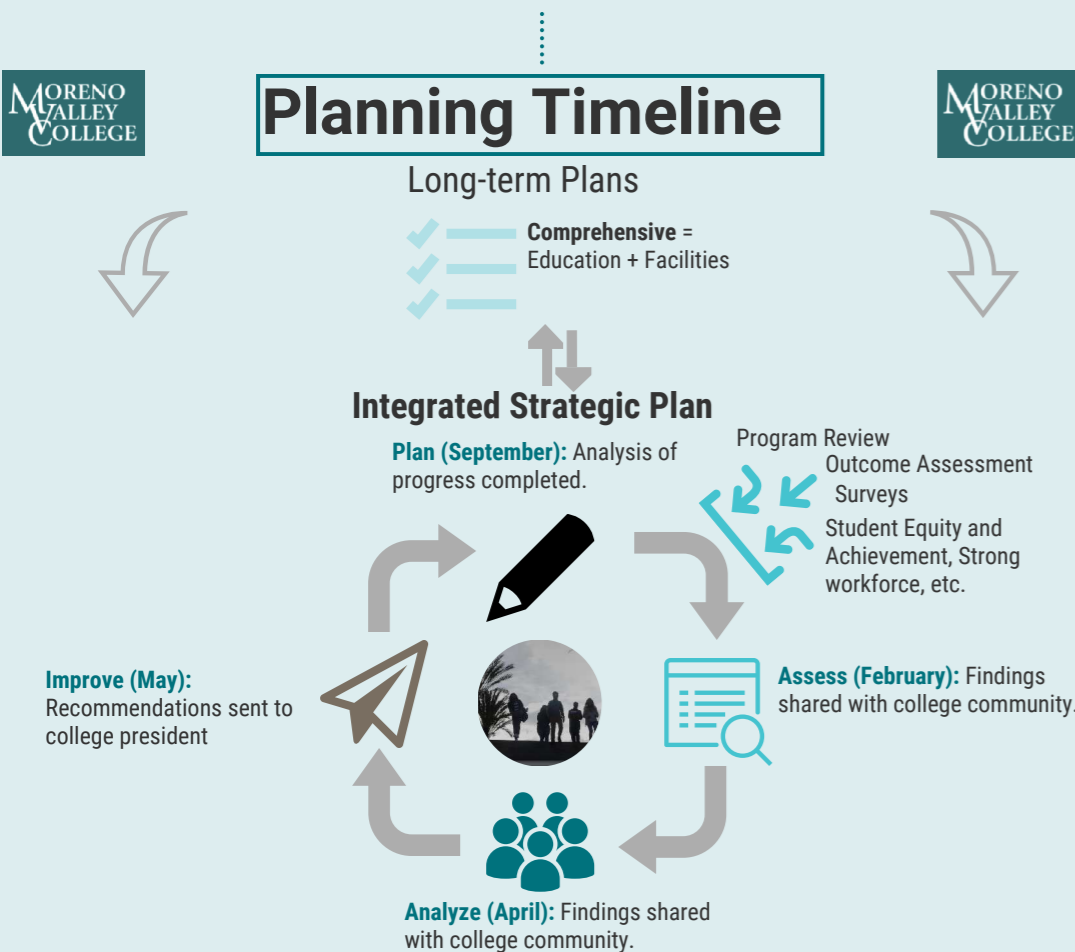 MORENO
VALLEY
COLLEGE
Planning Timeline
MORENO
VALLEY
COLLEGE
Long-term Plans
Comprehensive =
Education + Facilities
Integrated Strategic Plan
Plan (September): Analysis of
progress completed.
Program Review
Outcome Assessment
Surveys
Student Equity and
Achievement, Strong
workforce, etc.
Assess (February): Findings
shared with college community.
Improve (May):
Recommendations sent to
college president
Analyze (April): Findings shared
with college community.